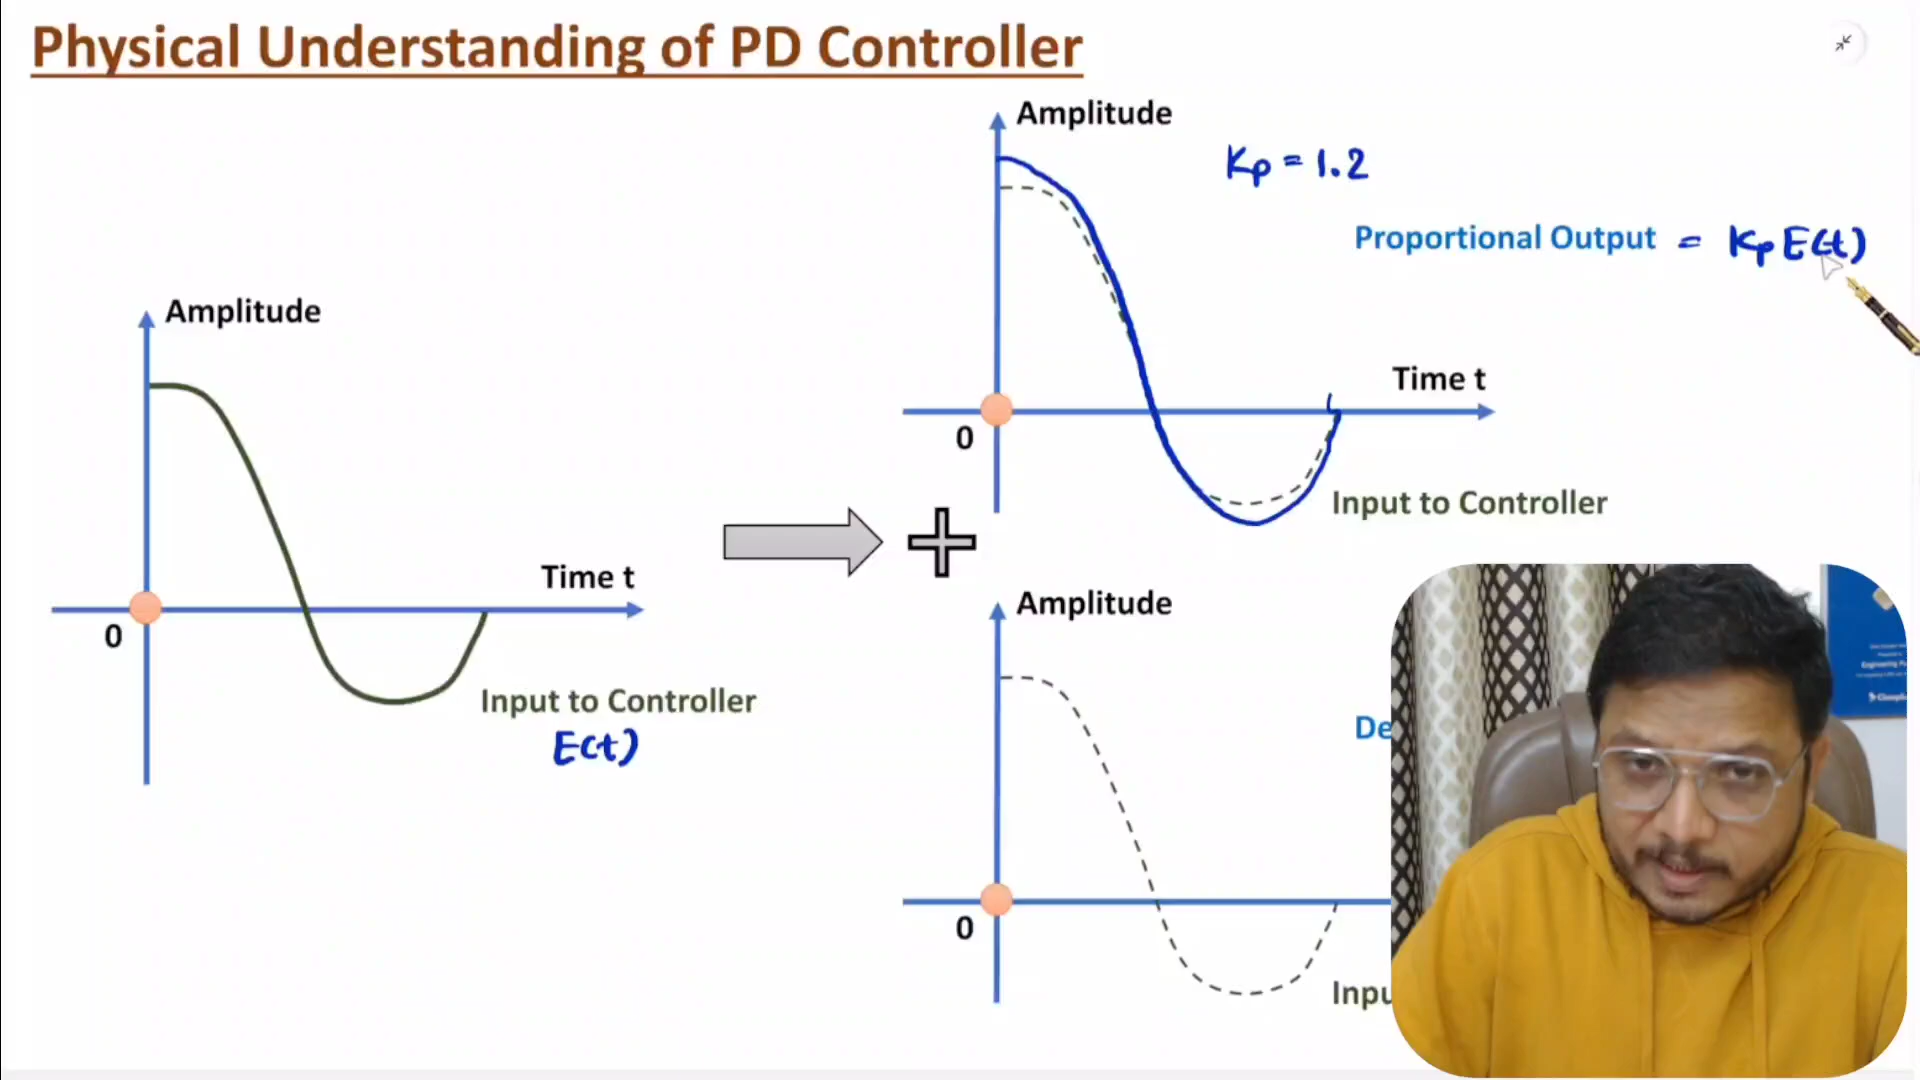 Physical Understanding of PD Controller
Amplitude
Kp = 1.2
Proportional Output = Kp E(t)
Time t
0
Input to Controller
Amplitude
Time t
0
Input to Controller
E(t)
Amplitude
De
0
Inpu